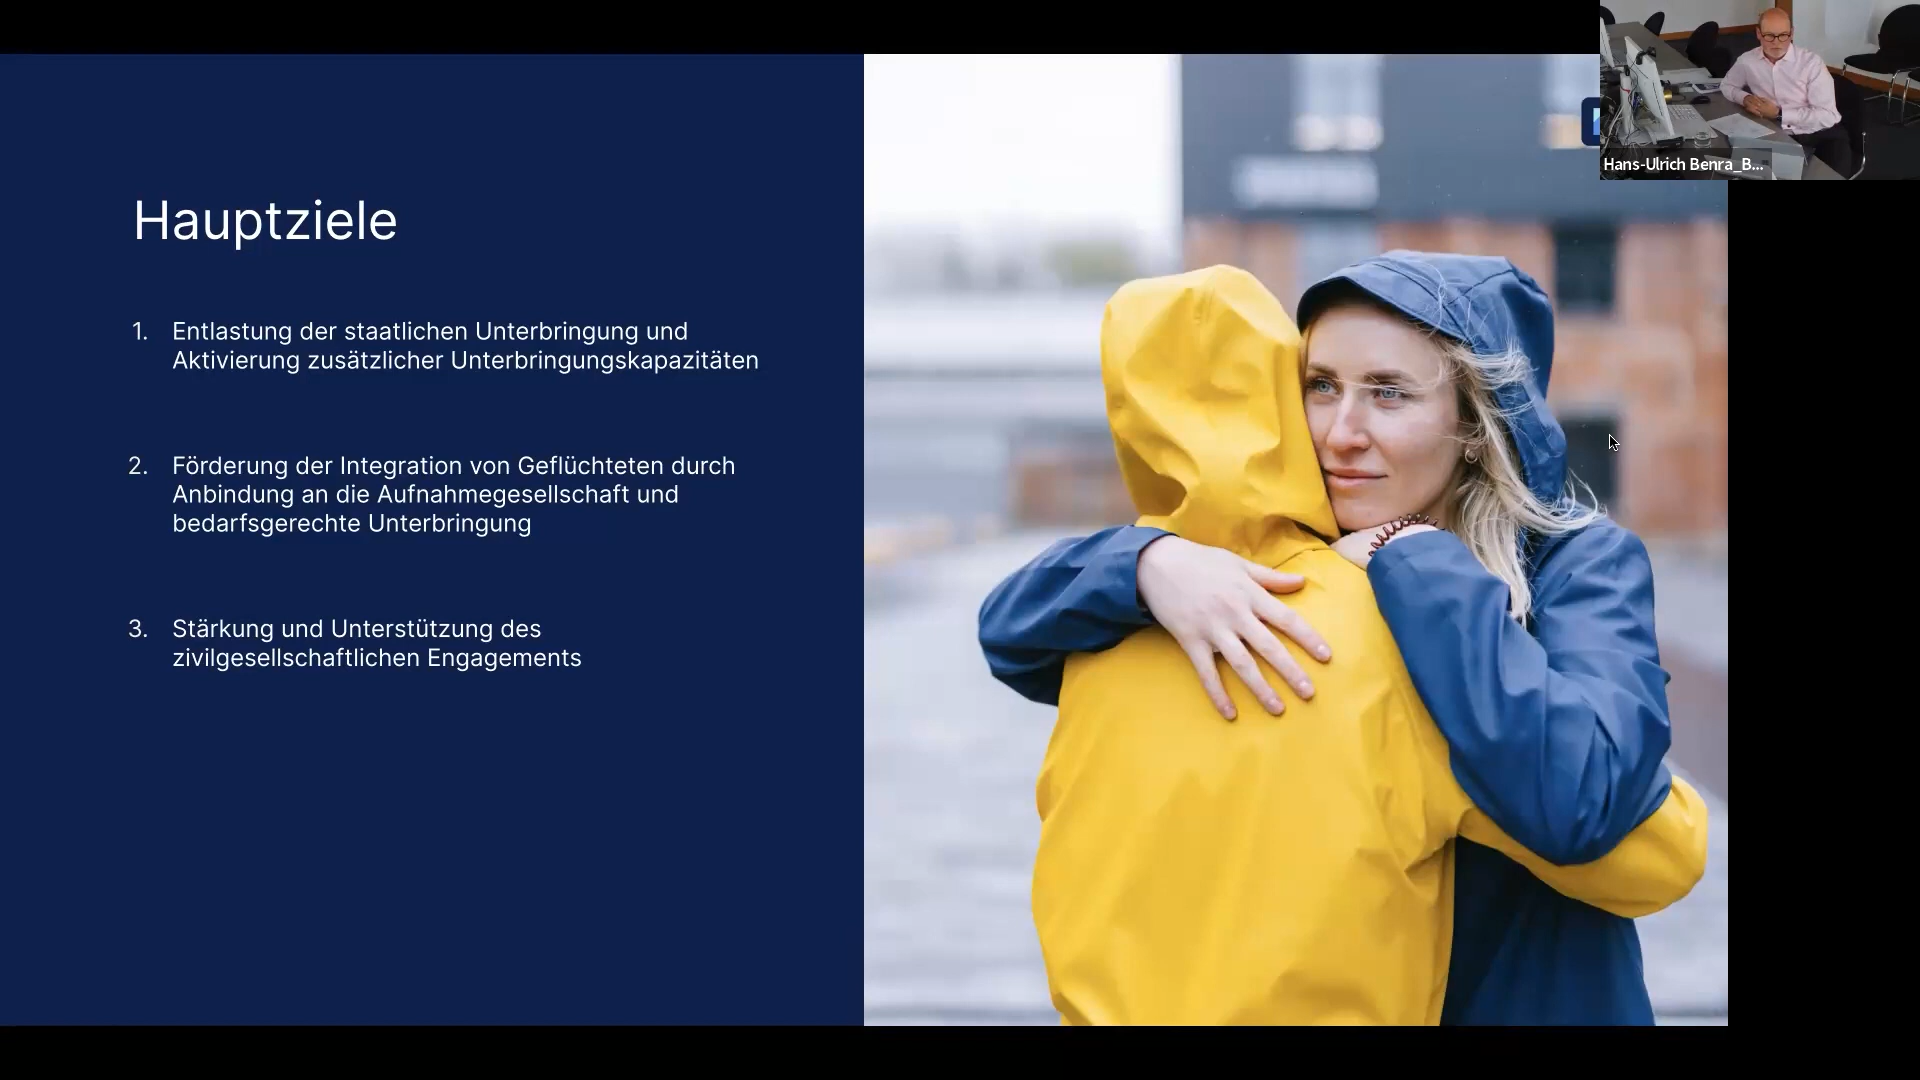 Hauptziele
1. Entlastung der staatlichen Unterbringung und
Aktivierung zusätzlicher Unterbringungskapazitäten
2. Förderung der Integration von Geflüchteten durch
Anbindung an die Aufnahmegesellschaft und
bedarfsgerechte Unterbringung
3. Stärkung und Unterstützung des
zivilgesellschaftlichen Engagements
Hans-Ulrich Benra_B...